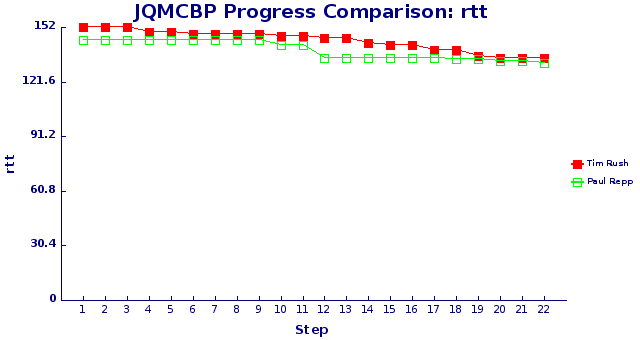 JQMCBP Progress Comparison: rtt
152
121.6
91.2
60.8
30.4
0
rtt
1 2 3 4 5 6 7 8 9 10 11 12 13 14 15 16 17 18 19 20 21 22
Step
Tim Rush
Paul Repp